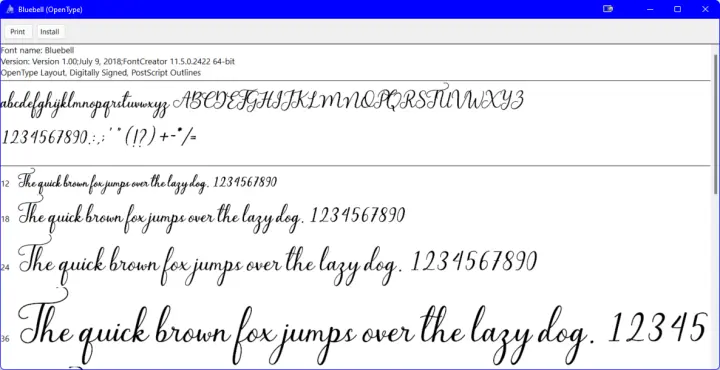 Bluebell (OpenType)
Print Install
Font name: Bluebell
Version: Version 1.00;July 9, 2018;FontCreator 11.5.0.2422 64-bit
OpenType Layout, Digitally Signed, PostScript Outlines
abcdefghijklmnopqrstuvwxyz ABCDEFGHIJKLMNOPQRSTUVWXYZ
1234567890.:,;'"(!?)+-*/=
12 The quick brown fox jumps over the lazy dog. 1234567890
18 The quick brown fox jumps over the lazy dog. 1234567890
24 The quick brown fox jumps over the lazy dog. 1234567890
36 The quick brown fox jumps over the lazy dog. 12345